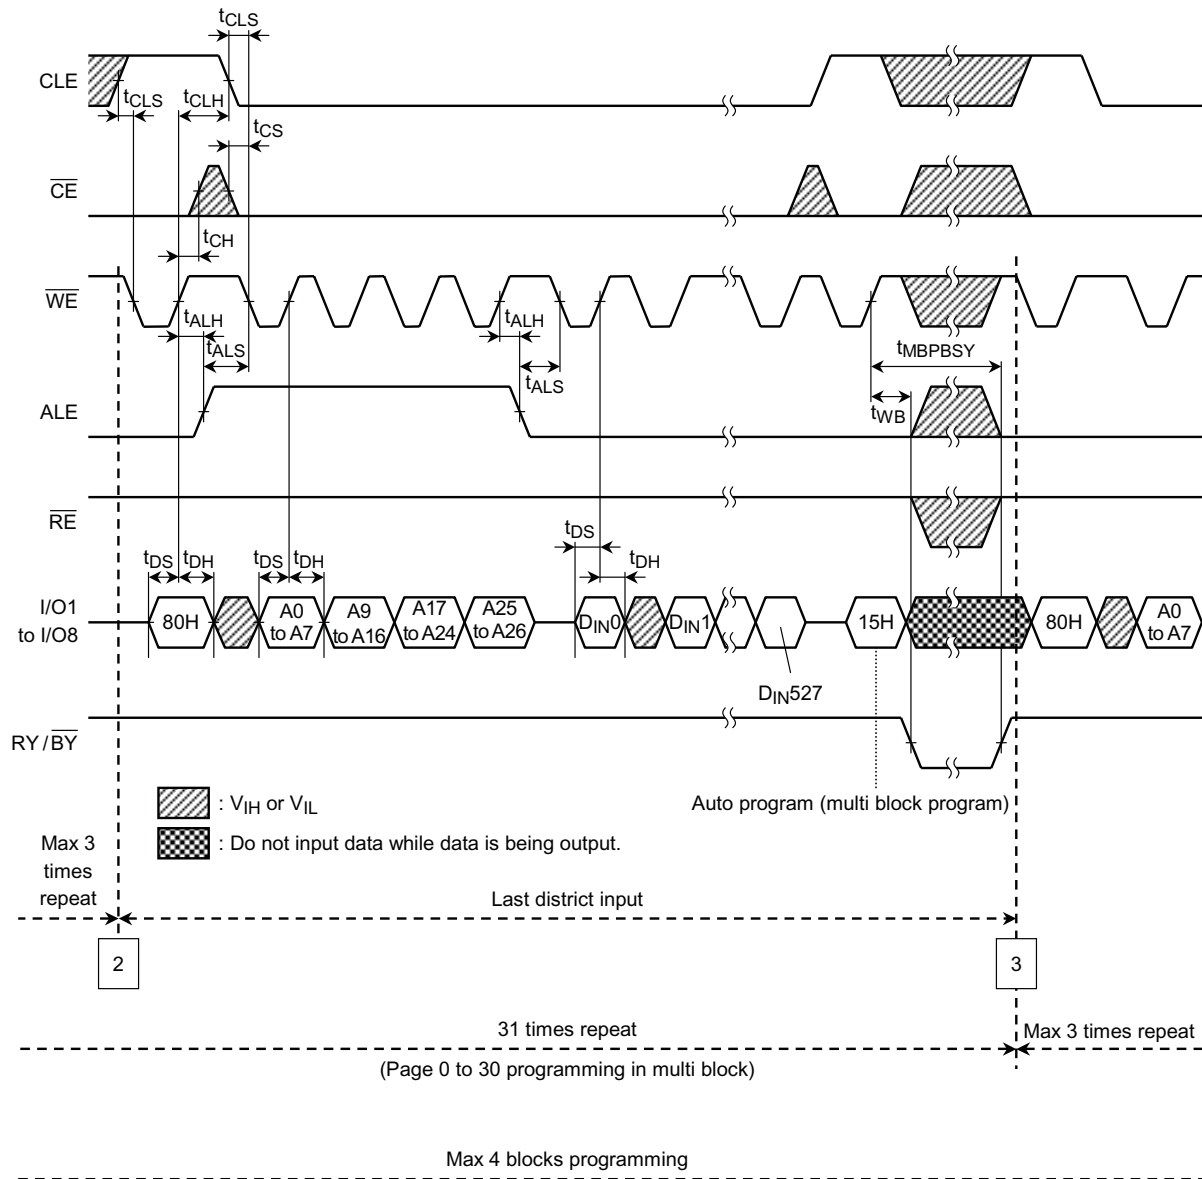 tCLS
CLE
tCLS
tCLH
tCS
CE
tCH
WE
tALH
tALH
tMBPBSY
tALS
tALS
ALE
tWB
RE
tDS
tDH
tDS
tDH
tDS
tDH
I/O1
to I/O8
80H
A0
to A7
A9
to A16
A17
to A24
A25
to A26
DIN0
DIN1
15H
80H
A0
to A7
DIN527
RY/BY
: VIH or VIL
Auto program (multi block program)
: Do not input data while data is being output.
Max 3
times
repeat
Last district input
2
3
31 times repeat
Max 3 times repeat
(Page 0 to 30 programming in multi block)
Max 4 blocks programming